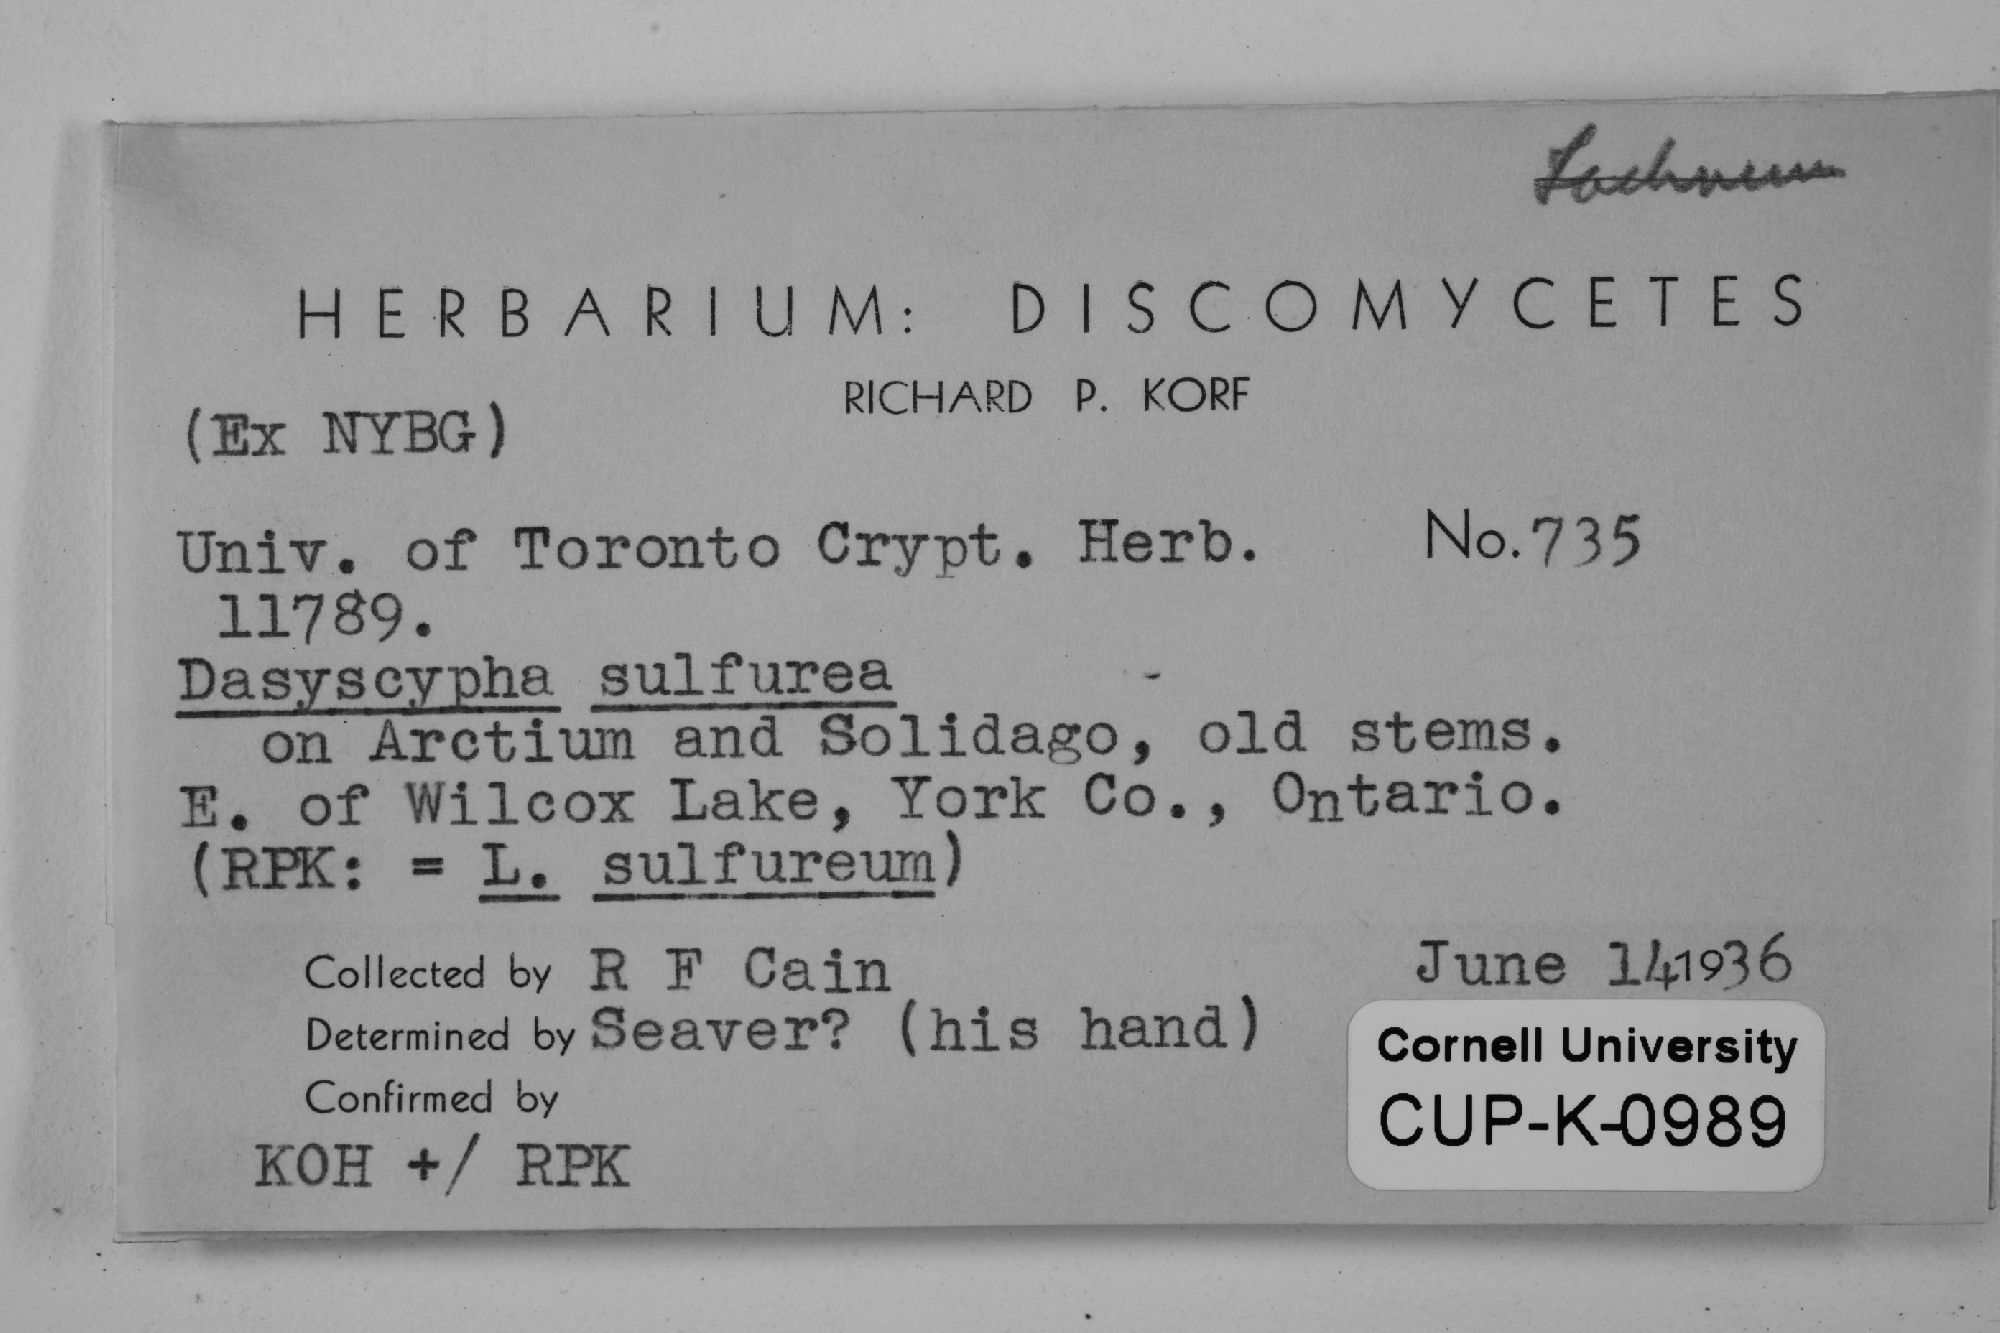 Lachnum
HERBARIUM: DISCOMYCETES
RICHARD P. KORF
(Ex NYBG)
Univ. of Toronto Crypt. Herb. No. 735
11789.
Dasyscypha sulfurea
on Arctium and Solidago, old stems.
E. of Wilcox Lake, York Co., Ontario.
(RPK: = L. sulfureum)
Collected by R F Cain June 14 1936
Determined by Seaver? (his hand)
Confirmed by
KOH +/ RPK
Cornell University
CUP-K-0989